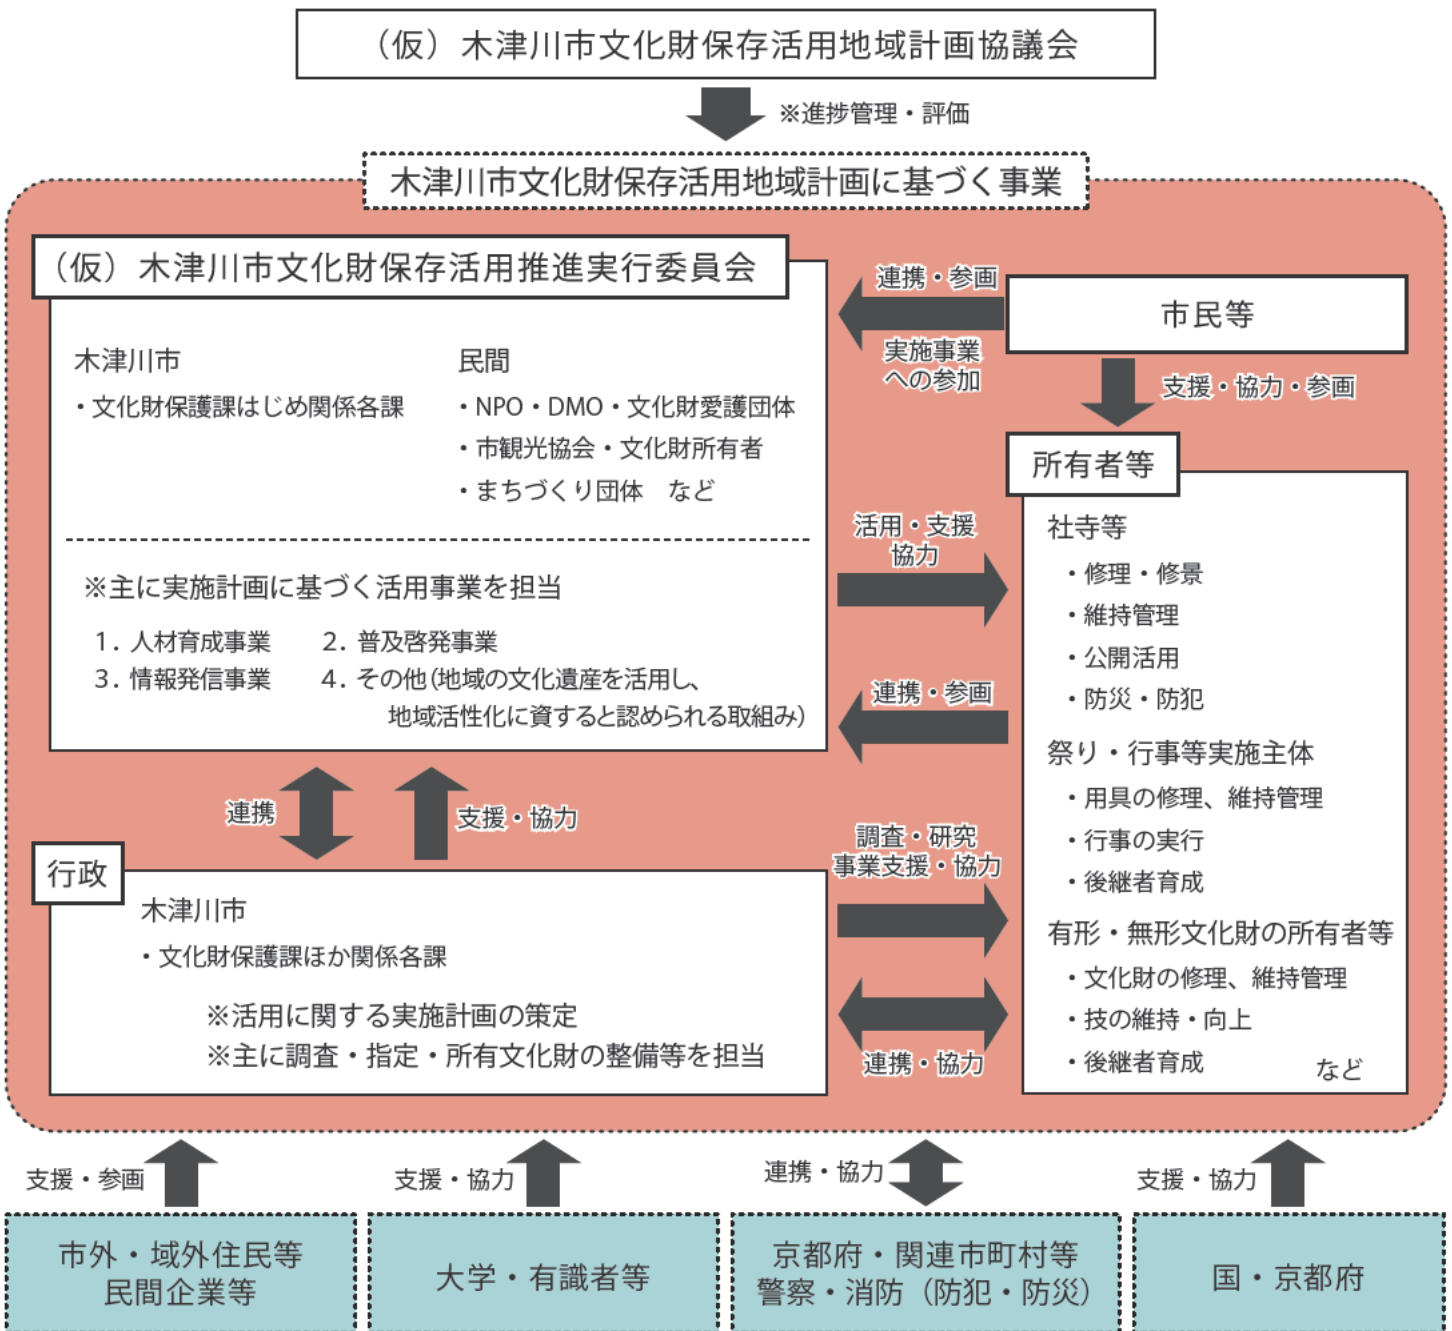 （仮）木津川市文化財保存活用地域計画協議会
※進捗管理・評価
木津川市文化財保存活用地域計画に基づく事業
（仮）木津川市文化財保存活用推進実行委員会
木津川市
・文化財保護課はじめ関係各課
民間
・NPO・DMO・文化財愛護団体
・市観光協会・文化財所有者
・まちづくり団体　など
※主に実施計画に基づく活用事業を担当
1．人材育成事業
2．普及啓発事業
3．情報発信事業
4．その他（地域の文化遺産を活用し、
地域活性化に資すると認められる取組み）
連携・参画
実施事業
への参加
市民等
支援・協力・参画
所有者等
社寺等
・修理・修景
・維持管理
・公開活用
・防災・防犯
祭り・行事等実施主体
・用具の修理、維持管理
・行事の実行
・後継者育成
有形・無形文化財の所有者等
・文化財の修理、維持管理
・技の維持・向上
・後継者育成
など
活用・支援
協力
連携・参画
連携
支援・協力
調査・研究
事業支援・協力
連携・協力
行政
木津川市
・文化財保護課ほか関係各課
※活用に関する実施計画の策定
※主に調査・指定・所有文化財の整備等を担当
支援・参画
支援・協力
連携・協力
支援・協力
市外・域外住民等
民間企業等
大学・有識者等
京都府・関連市町村等
警察・消防（防犯・防災）
国・京都府